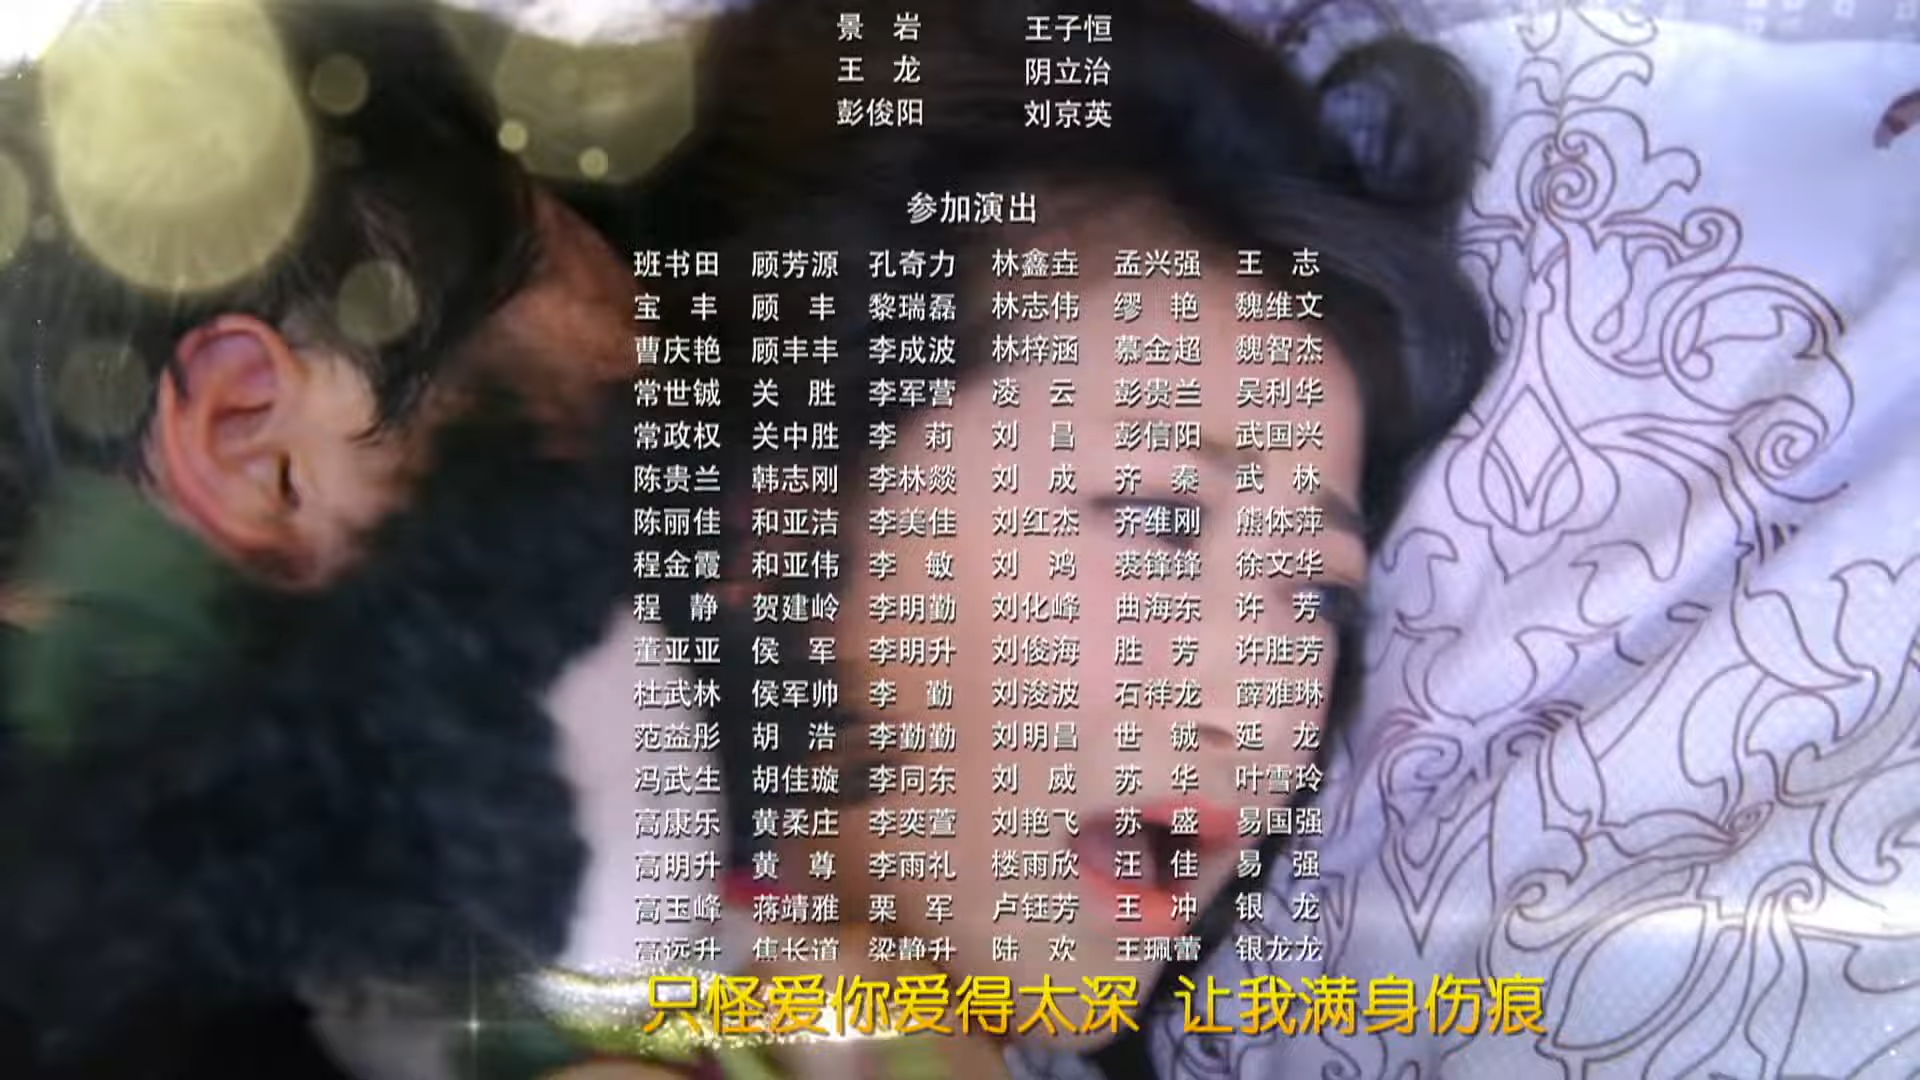 景　岩　王子恒
王　龙　阴立治
彭俊阳　刘京英
参加演出
班书田　顾芳源　孔奇力　林鑫垚　孟兴强　王　志
宝　丰　顾　丰　黎瑞磊　林志伟　缪　艳　魏维文
曹庆艳　顾丰丰　李成波　林梓涵　慕金超　魏智杰
常世铖　关　胜　李军营　凌　云　彭贵兰　吴利华
常政权　关中胜　李　莉　刘　昌　彭信阳　武国兴
陈贵兰　韩志刚　李林燚　刘　成　齐　秦　武　林
陈丽佳　和亚洁　李美佳　刘红杰　齐维刚　熊体萍
程金霞　和亚伟　李　敏　刘　鸿　裘锋锋　徐文华
程　静　贺建岭　李明勤　刘化峰　曲海东　许　芳
董亚亚　侯　军　李明升　刘俊海　胜　芳　许胜芳
杜武林　侯军帅　李　勤　刘浚波　石祥龙　薛雅琳
范益彤　胡　浩　李勤勤　刘明昌　世　铖　延　龙
冯武生　胡佳璇　李同东　刘　威　苏　华　叶雪玲
高康乐　黄柔庄　李奕萱　刘艳飞　苏　盛　易国强
高明升　黄　尊　李雨礼　楼雨欣　汪　佳　易　强
高玉峰　蒋靖雅　栗　军　卢钰芳　王　冲　银　龙
高远升　焦长道　梁静升　陆　欢　王珮蕾　银龙龙
只怪爱你爱得太深 让我满身伤痕